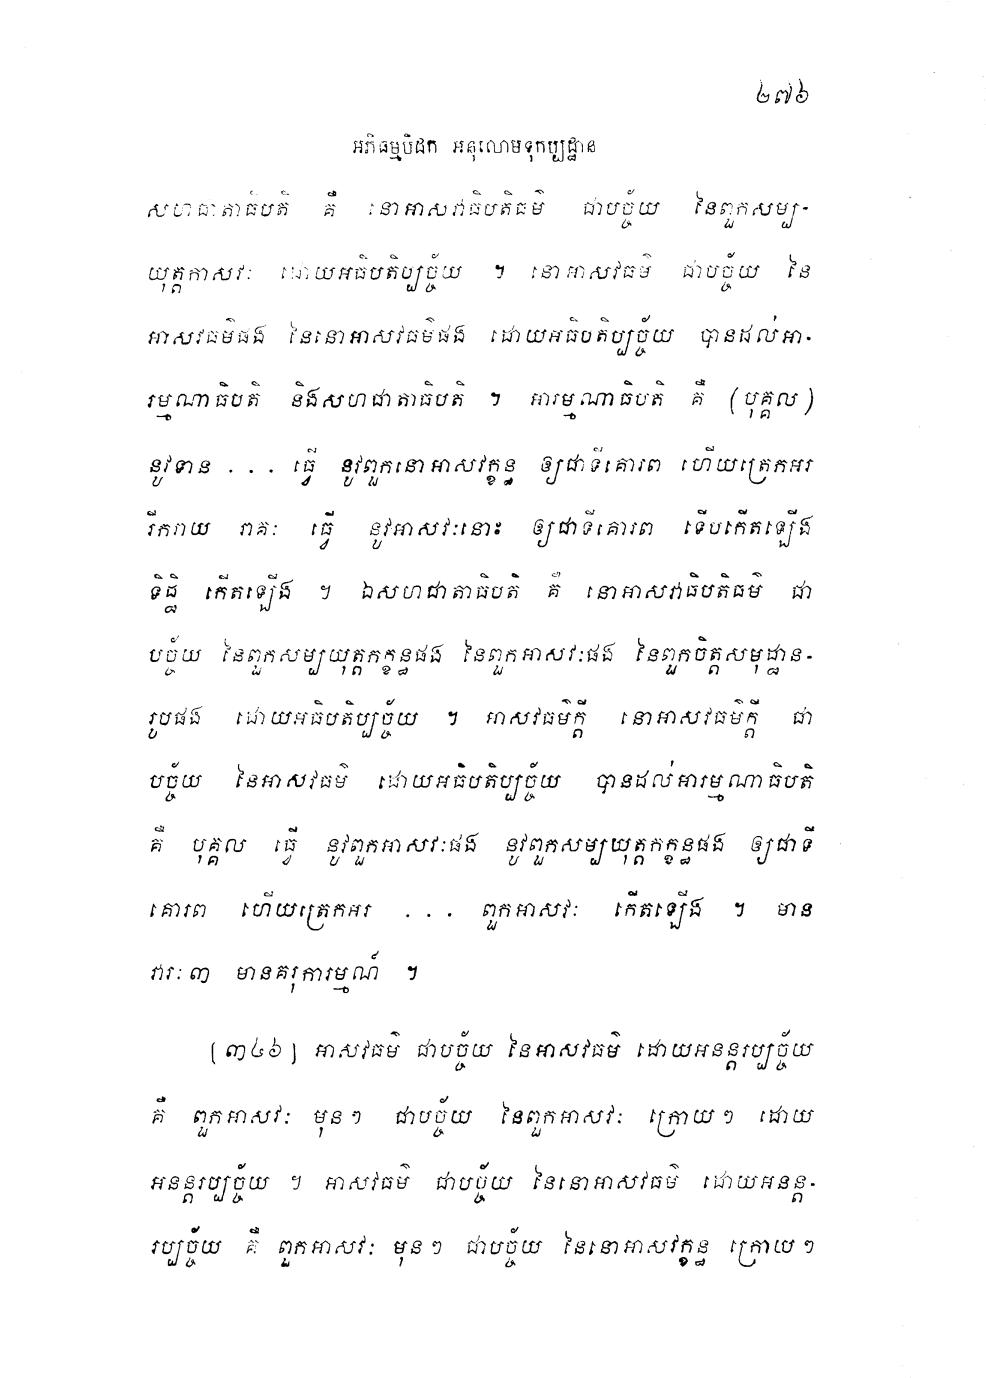 ២៧៦
អភិធម្មបិដក អនុលោមទុកប្បដ្ឋាន
សហជាតាធិបតិ គឺ នោអាសវាធិបតិធម៌ ជាបច្ច័យ នៃពួកសម្ប-
យុត្តកាសវៈ ដោយអធិបតិប្បច្ច័យ ។ នោអាសវធម៌ ជាបច្ច័យ នៃ
អាសវធម៌ផង នៃនោអាសវធម៌ផង ដោយអធិបតិប្បច្ច័យ បានដល់អា-
រម្មណាធិបតិ និងសហជាតាធិបតិ ។ អារម្មណាធិបតិ គឺ (បុគ្គល)
នូវទាន ... ធ្វើ នូវពួកនោអាសវក្ខន្ធ ឲ្យជាទីគោរព ហើយត្រេកអរ
រីករាយ រាគៈ ធ្វើ នូវអាសវៈនោះ ឲ្យជាទីគោរព ទើបកើតឡើង
ទិដ្ឋិ កើតឡើង ។ ឯសហជាតាធិបតិ គឺ នោអាសវាធិបតិធម៌ ជា
បច្ច័យ នៃពួកសម្បយុត្តកក្ខន្ធផង នៃពួកអាសវៈផង នៃពួកចិត្តសមុដ្ឋាន-
រូបផង ដោយអធិបតិប្បច្ច័យ ។ អាសវធម៌ក្តី នោអាសវធម៌ក្តី ជា
បច្ច័យ នៃអាសវធម៌ ដោយអធិបតិប្បច្ច័យ បានដល់អារម្មណាធិបតិ
គឺ បុគ្គល ធ្វើ នូវពួកអាសវៈផង នូវពួកសម្បយុត្តកក្ខន្ធផង ឲ្យជាទី
គោរព ហើយត្រេកអរ ... ពួកអាសវៈ កើតឡើង ។ មាន
វារៈ ៣ មានគរុការម្មណ៍ ។
[៣៤៦] អាសវធម៌ ជាបច្ច័យ នៃអាសវធម៌ ដោយអនន្តរប្បច្ច័យ
គឺ ពួកអាសវៈ មុនៗ ជាបច្ច័យ នៃពួកអាសវៈ ក្រោយៗ ដោយ
អនន្តរប្បច្ច័យ ។ អាសវធម៌ ជាបច្ច័យ នៃនោអាសវធម៌ ដោយអនន្ត-
រប្បច្ច័យ គឺ ពួកអាសវៈ មុនៗ ជាបច្ច័យ នៃនោអាសវក្ខន្ធ ក្រោយៗ